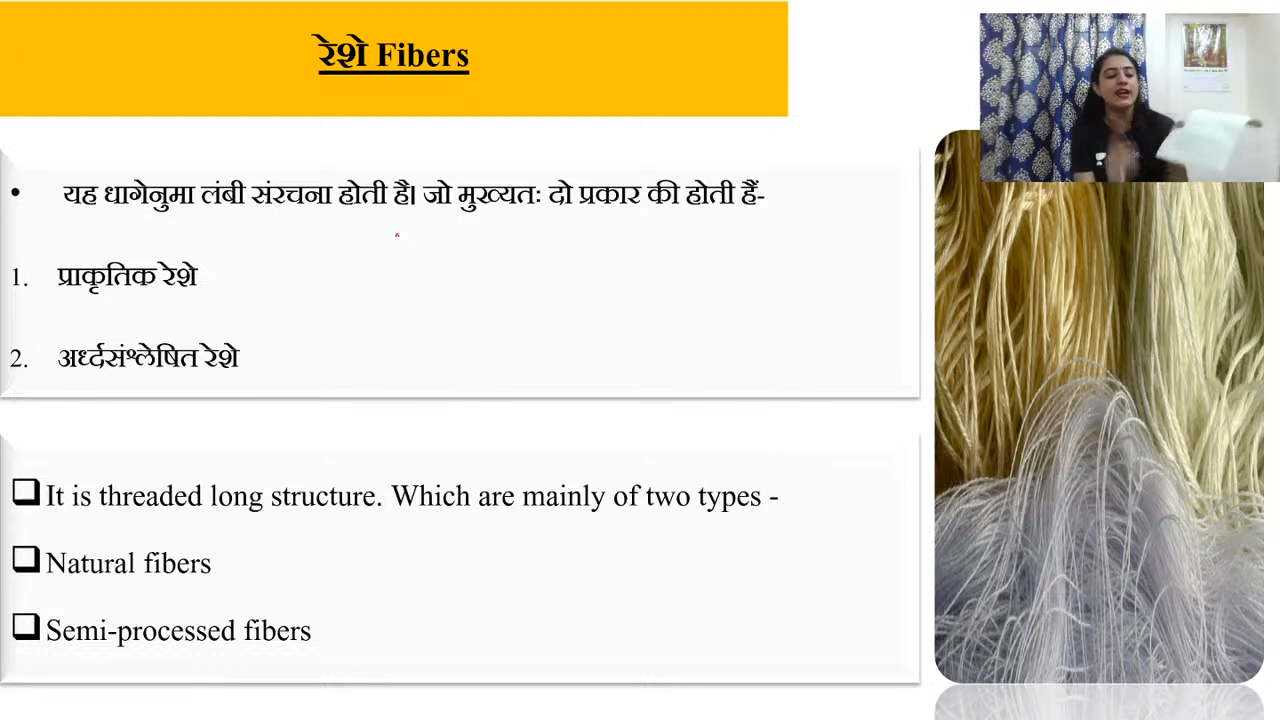 रेशे Fibers
• यह धागेनुमा लंबी संरचना होती है। जो मुख्यतः दो प्रकार की होती हैं-
1. प्राकृतिक रेशे
2. अर्ध्दसंश्लेषित रेशे
It is threaded long structure. Which are mainly of two types -
Natural fibers
Semi-processed fibers